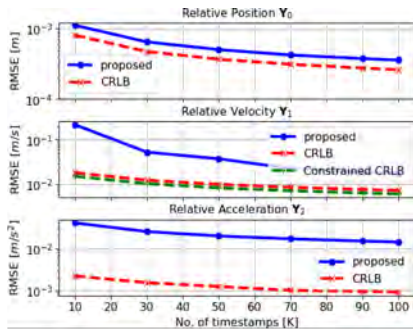 Relative Position Y₀
10⁻³
RMSE [m]
proposed
CRLB
10⁻⁴
Relative Velocity Y₁
RMSE [m/s]
10⁻¹
proposed
CRLB
Constrained CRLB
10⁻²
Relative Acceleration Y₂
RMSE [m/s²]
10⁻²
proposed
CRLB
10⁻³
10 20 30 40 50 60 70 80 90 100
No. of timestamps [K]